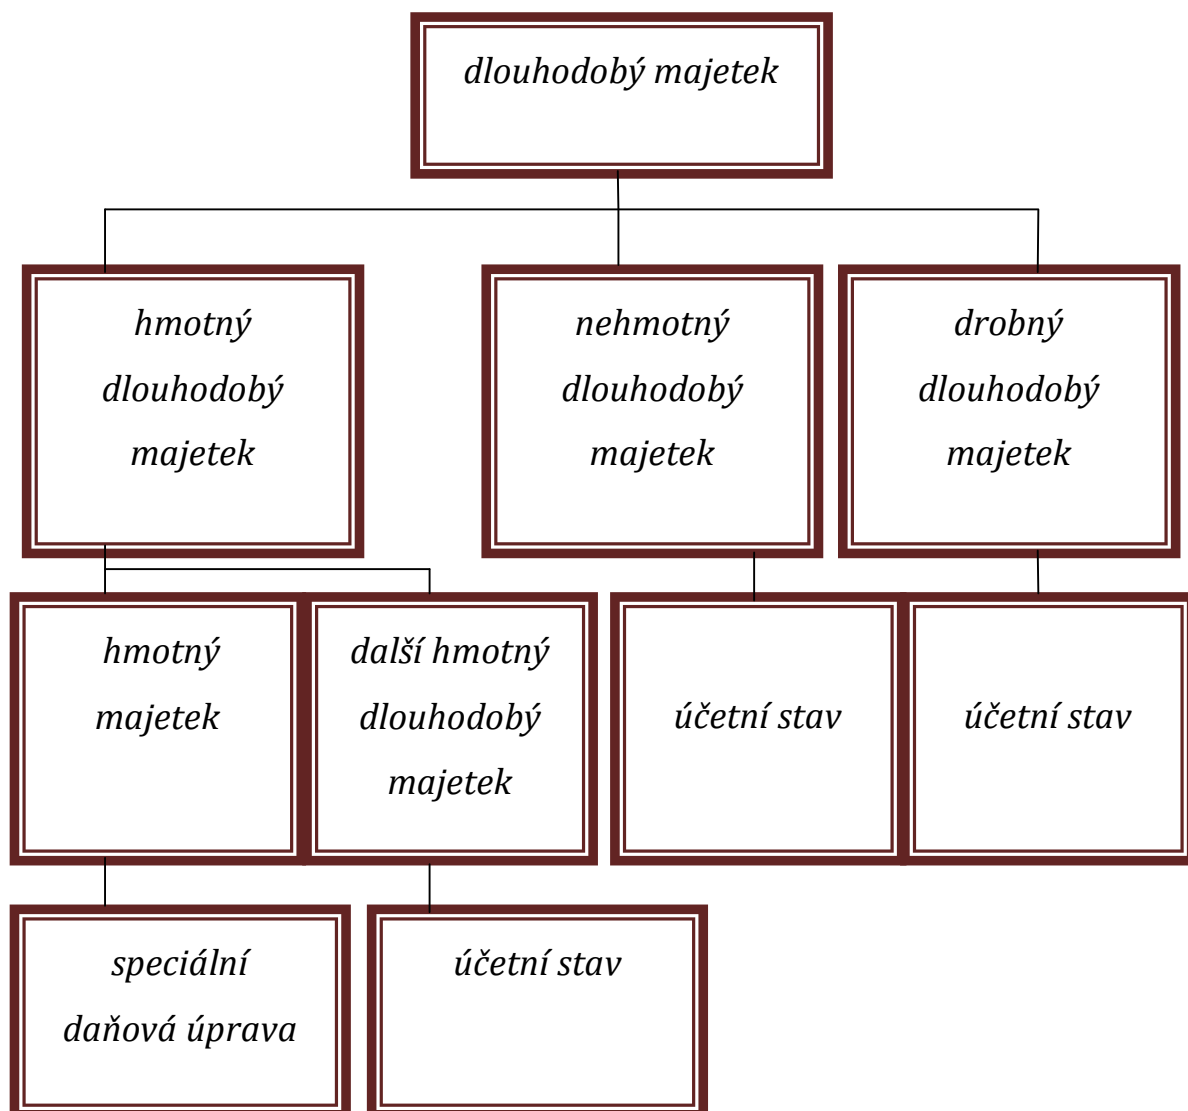 dlouhodobý majetek
hmotný
dlouhodobý
majetek
nehmotný
dlouhodobý
majetek
drobný
dlouhodobý
majetek
hmotný
majetek
další hmotný
dlouhodobý
majetek
účetní stav
účetní stav
speciální
daňová úprava
účetní stav